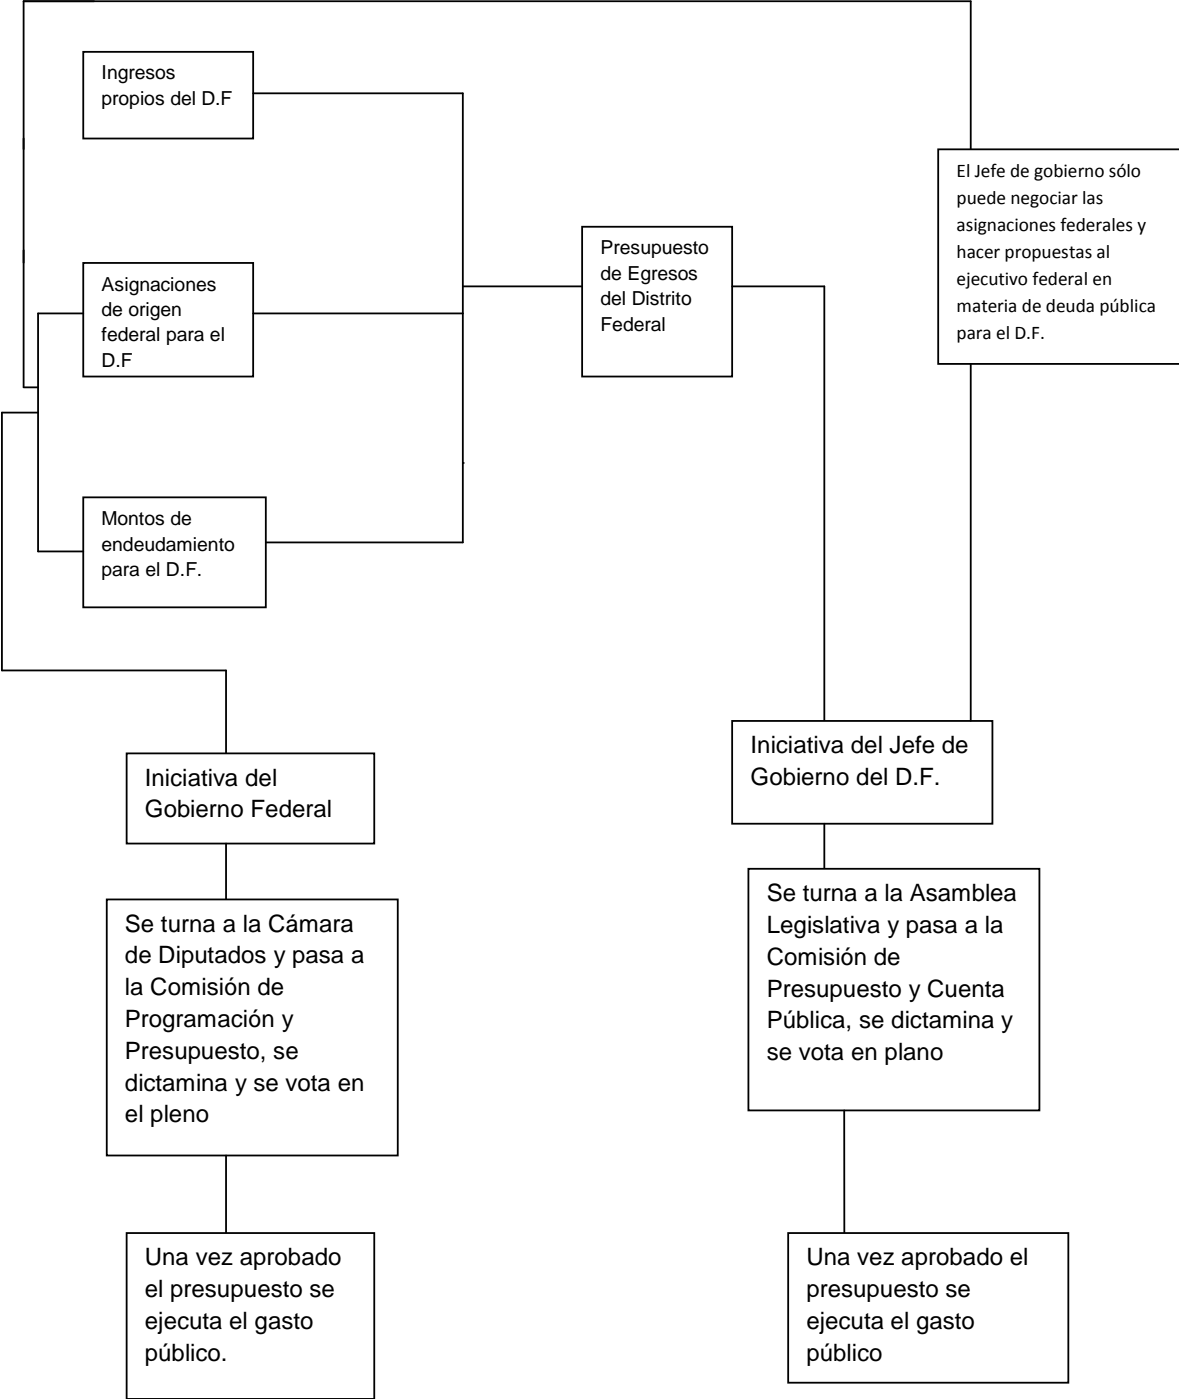 Ingresos
propios del D.F
El Jefe de gobierno sólo
puede negociar las
asignaciones federales y
hacer propuestas al
ejecutivo federal en
materia de deuda pública
para el D.F.
Presupuesto
de Egresos
del Distrito
Federal
Asignaciones
de origen
federal para el
D.F
Montos de
endeudamiento
para el D.F.
Iniciativa del
Gobierno Federal
Se turna a la Cámara
de Diputados y pasa a
la Comisión de
Programación y
Presupuesto, se
dictamina y se vota en
el pleno
Una vez aprobado
el presupuesto se
ejecuta el gasto
público.
Iniciativa del Jefe de
Gobierno del D.F.
Se turna a la Asamblea
Legislativa y pasa a la
Comisión de
Presupuesto y Cuenta
Pública, se dictamina y
se vota en plano
Una vez aprobado el
presupuesto se
ejecuta el gasto
público